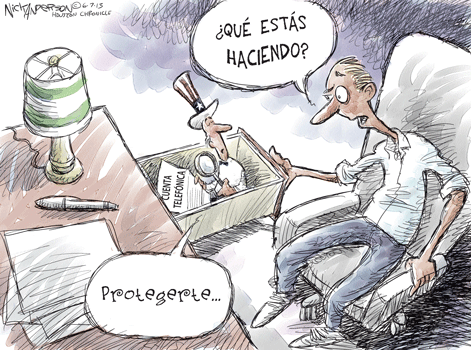 NICK ANDERSON ©6·7·13
HOUSTON CHRONICLE
¿QUÉ ESTÁS
HACIENDO?
CUENTA
TELEFÓNICA
Protegerte...